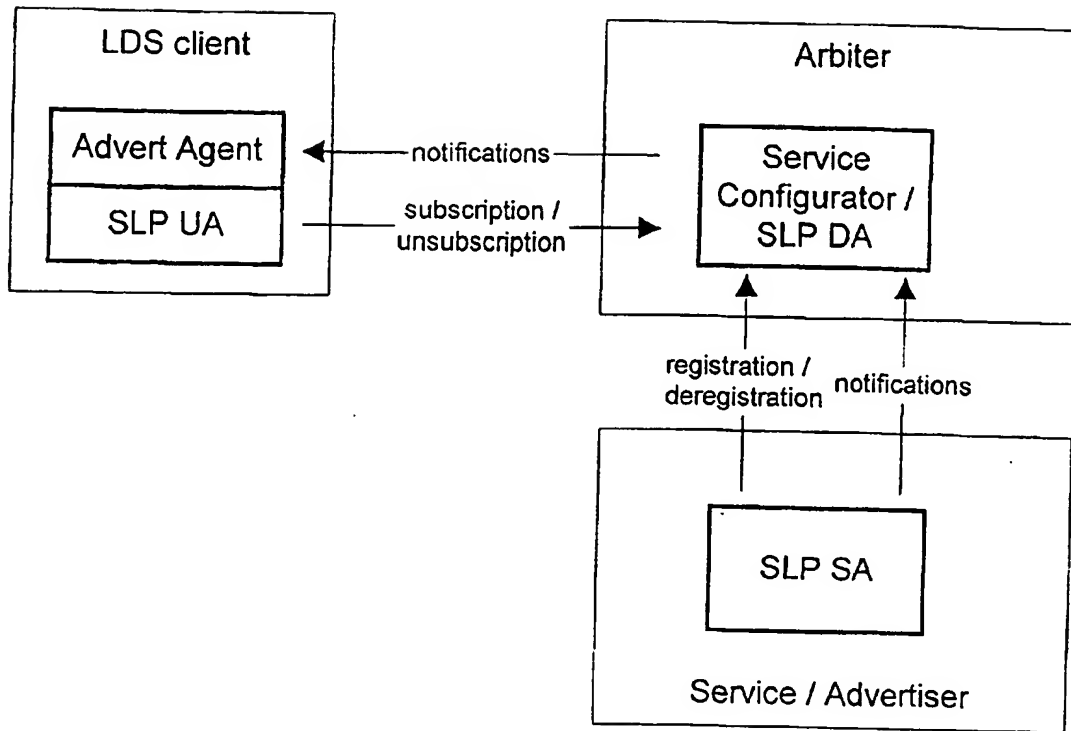 LDS client
Arbiter
Advert Agent
SLP UA
notifications
subscription /
unsubscription
Service
Configurator /
SLP DA
registration /
deregistration
notifications
SLP SA
Service / Advertiser